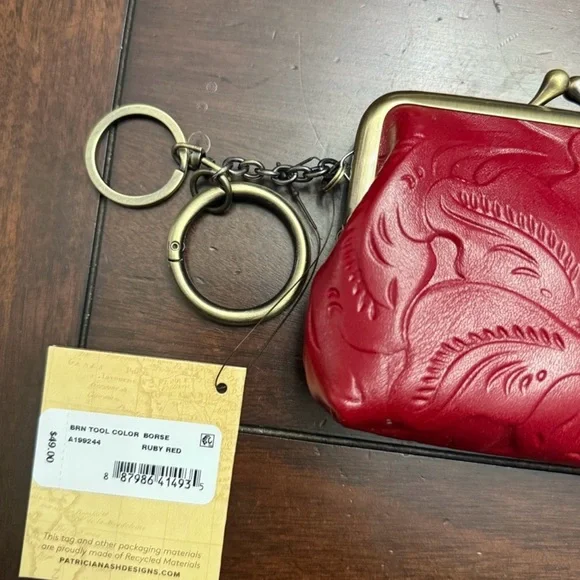 BRN TOOL COLOR BORSE
A199244
RUBY RED
$49.00
8 87986 41493 5
This tag and other packaging materials
are proudly made of Recycled Materials
PATRICIANASHDESIGNS.COM